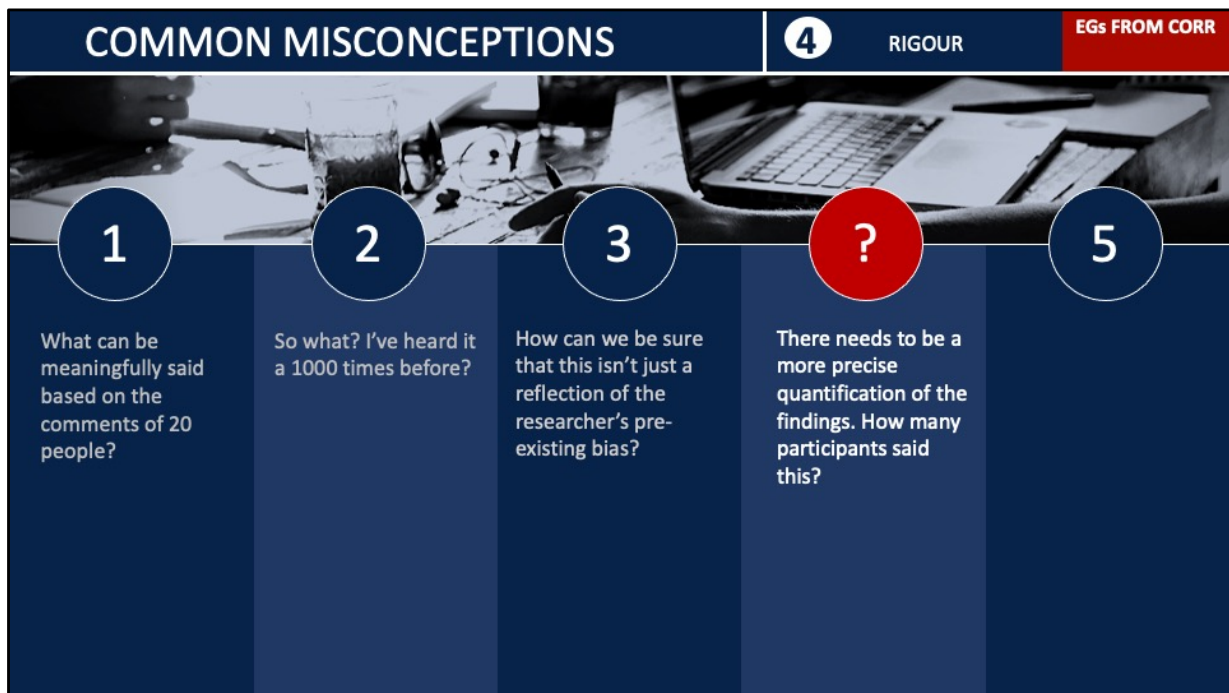 COMMON MISCONCEPTIONS
4
RIGOUR
EGs FROM CORR
1
2
3
?
5
What can be
meaningfully said
based on the
comments of 20
people?
So what? I’ve heard it
a 1000 times before?
How can we be sure
that this isn’t just a
reflection of the
researcher’s pre-
existing bias?
There needs to be a
more precise
quantification of the
findings. How many
participants said
this?